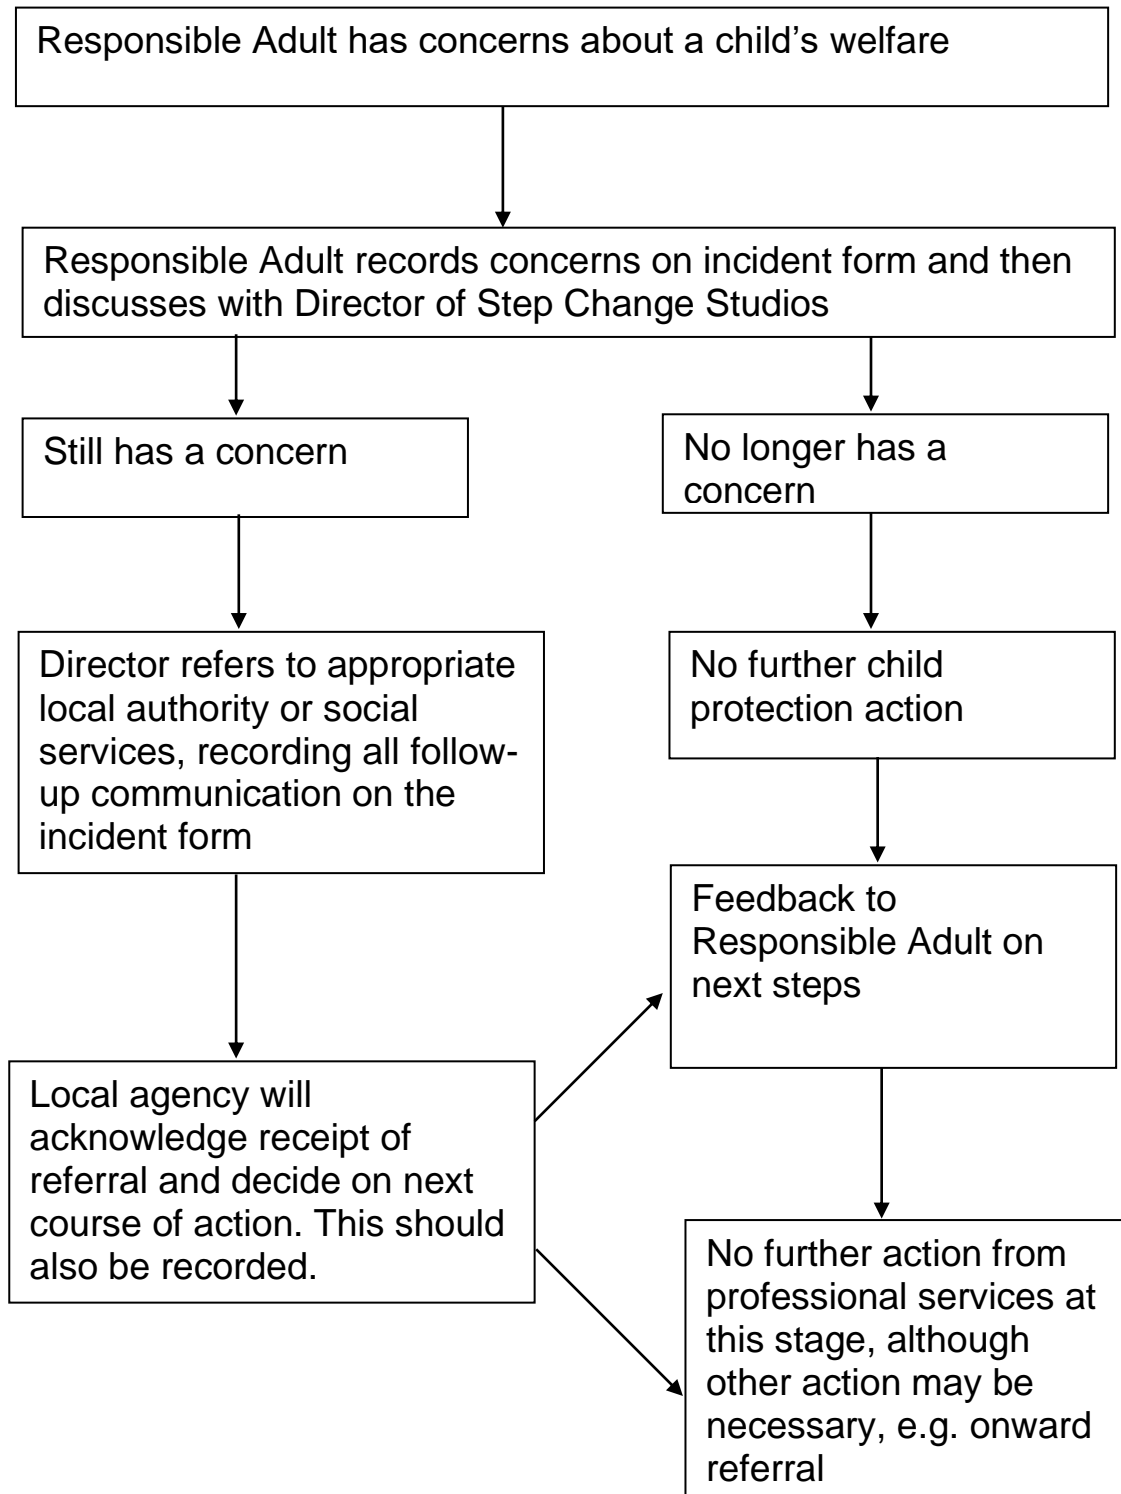 Responsible Adult has concerns about a child’s welfare
Responsible Adult records concerns on incident form and then
discusses with Director of Step Change Studios
Still has a concern
No longer has a
concern
Director refers to appropriate
local authority or social
services, recording all follow-
up communication on the
incident form
No further child
protection action
Feedback to
Responsible Adult on
next steps
Local agency will
acknowledge receipt of
referral and decide on next
course of action. This should
also be recorded.
No further action from
professional services at
this stage, although
other action may be
necessary, e.g. onward
referral